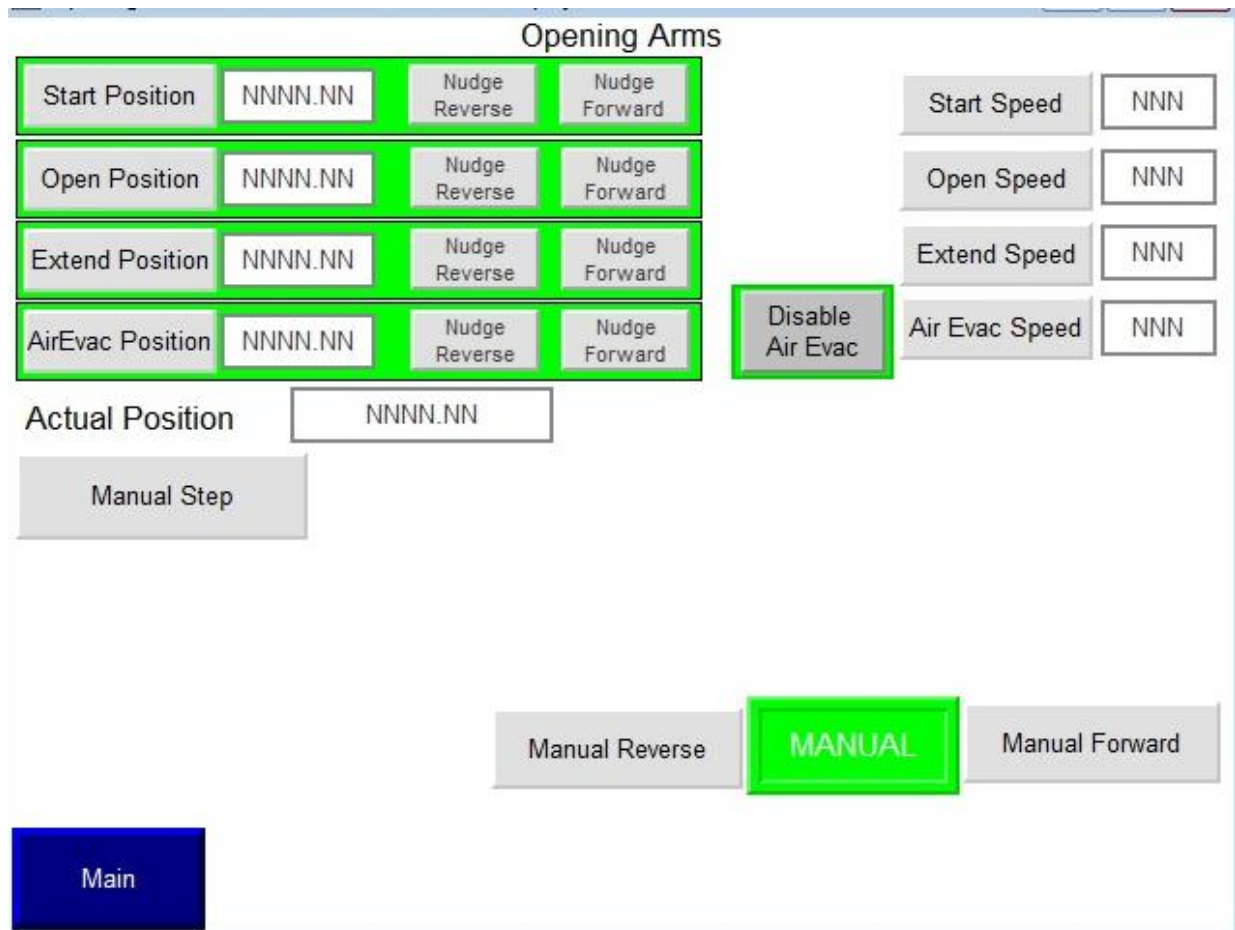 Opening Arms
Start Position NNNN.NN Nudge Reverse Nudge Forward Start Speed NNN
Open Position NNNN.NN Nudge Reverse Nudge Forward Open Speed NNN
Extend Position NNNN.NN Nudge Reverse Nudge Forward Extend Speed NNN
AirEvac Position NNNN.NN Nudge Reverse Nudge Forward Disable Air Evac Air Evac Speed NNN
Actual Position NNNN.NN
Manual Step
Manual Reverse MANUAL Manual Forward
Main